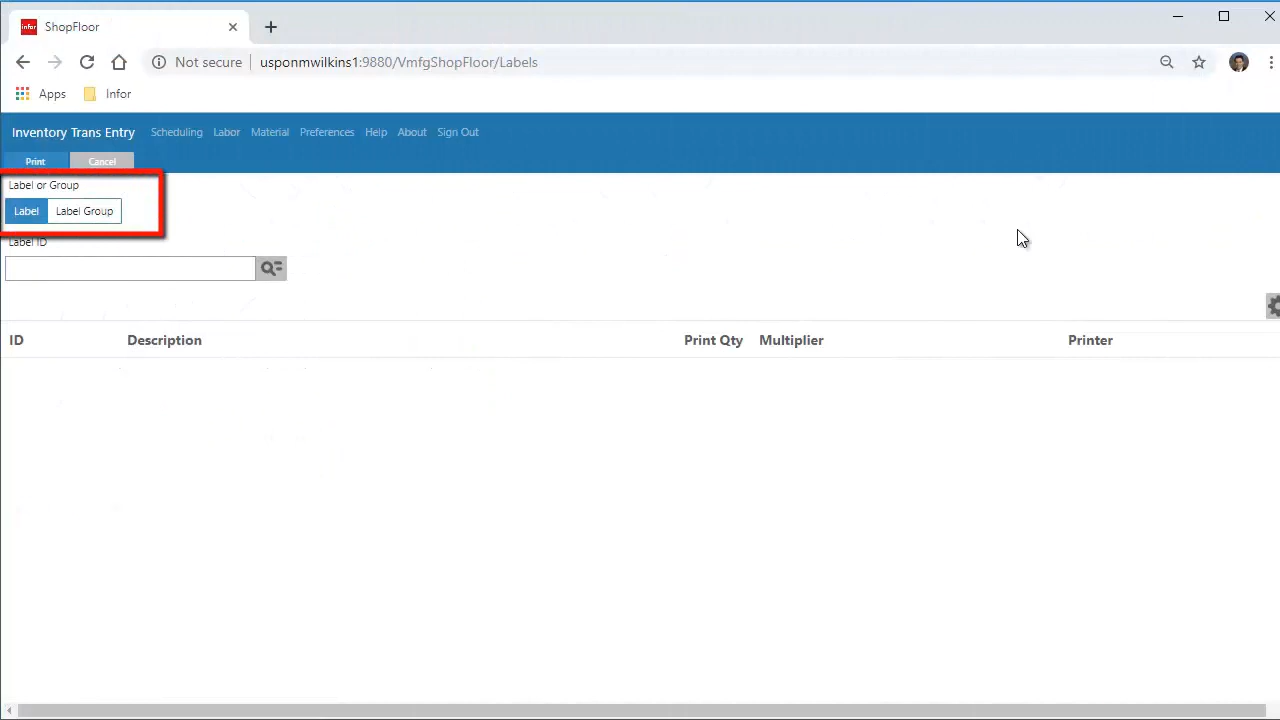 infor ShopFloor
Not secure usponmwilkins1:9880/VmfgShopFloor/Labels
Apps Infor
Inventory Trans Entry Scheduling Labor Material Preferences Help About Sign Out
Print Cancel
Label or Group
Label Label Group
Label ID
ID Description Print Qty Multiplier Printer